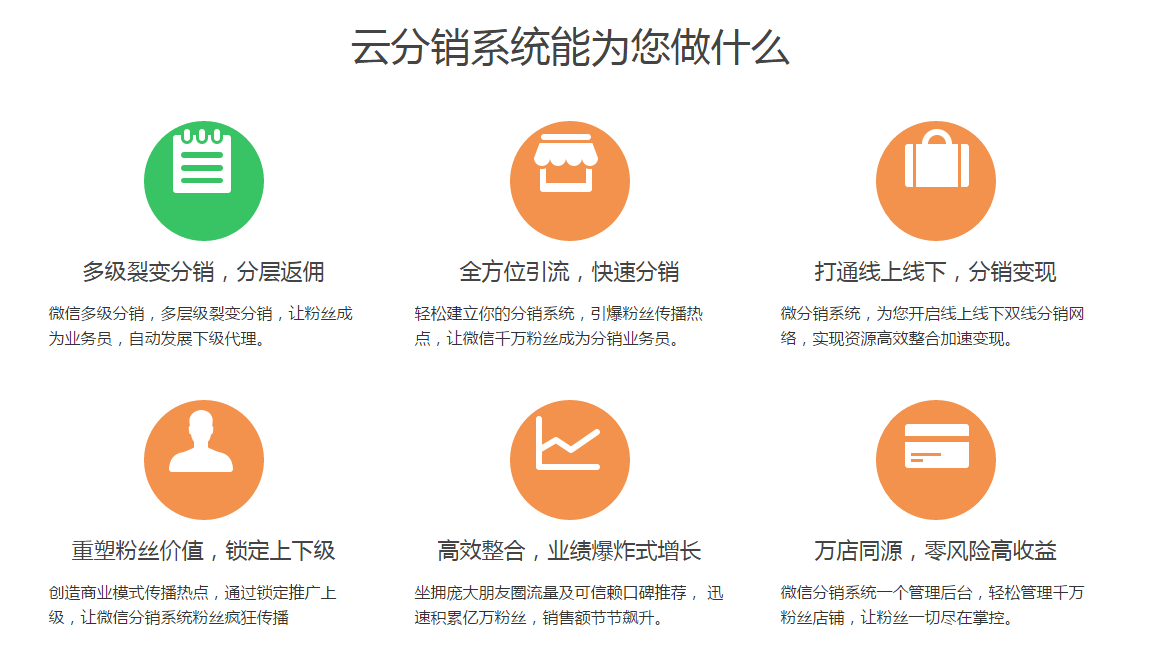 云分销系统能为您做什么
多级裂变分销，分层返佣
微信多级分销，多层级裂变分销，让粉丝成
为业务员，自动发展下级代理。
全方位引流，快速分销
轻松建立你的分销系统，引爆粉丝传播热
点，让微信千万粉丝成为分销业务员。
打通线上线下，分销变现
微分销系统，为您开启线上线下双线分销网
络，实现资源高效整合加速变现。
重塑粉丝价值，锁定上下级
创造商业模式传播热点，通过锁定推广上
级，让微信分销系统粉丝疯狂传播
高效整合，业绩爆炸式增长
坐拥庞大朋友圈流量及可信赖口碑推荐， 迅
速积累亿万粉丝，销售额节节飙升。
万店同源，零风险高收益
微信分销系统一个管理后台，轻松管理千万
粉丝店铺，让粉丝一切尽在掌控。